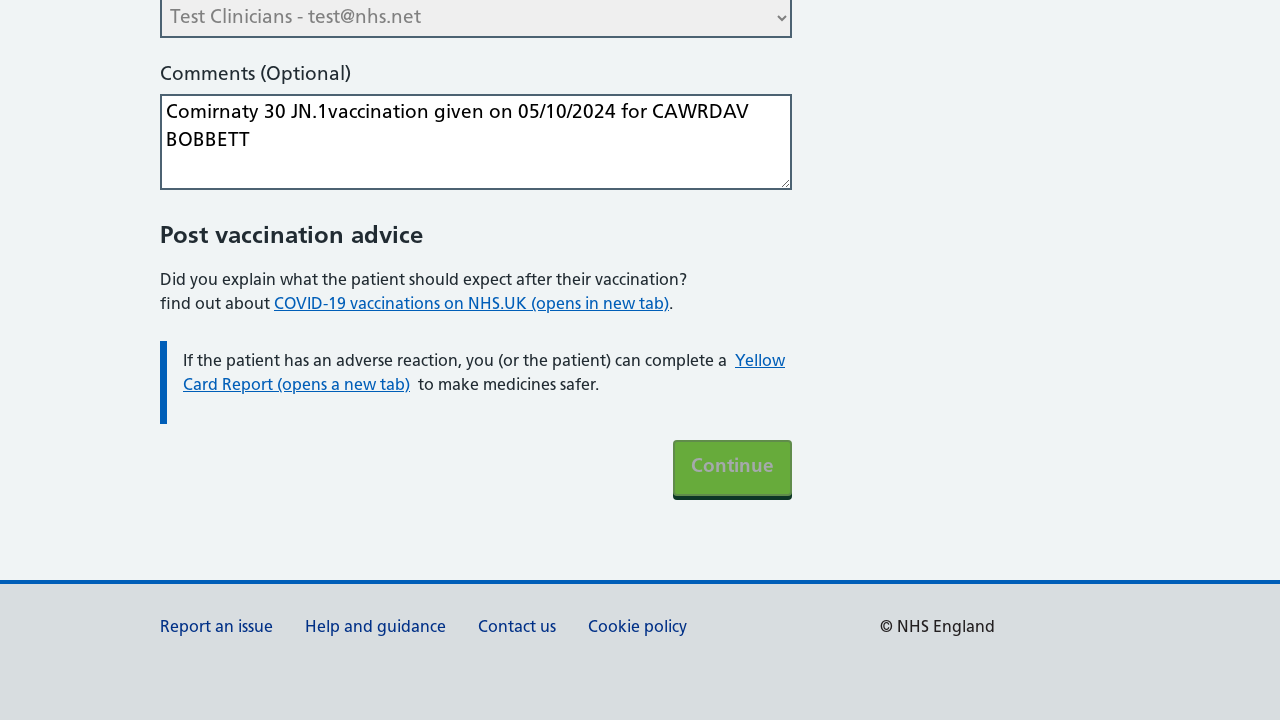 Test Clinicians - test@nhs.net
Comments (Optional)
Comirnaty 30 JN.1vaccination given on 05/10/2024 for CAWRDAV
BOBBETT
Post vaccination advice
Did you explain what the patient should expect after their vaccination?
find out about COVID-19 vaccinations on NHS.UK (opens in new tab).
If the patient has an adverse reaction, you (or the patient) can complete a Yellow
Card Report (opens a new tab) to make medicines safer.
Continue
Report an issue Help and guidance Contact us Cookie policy © NHS England